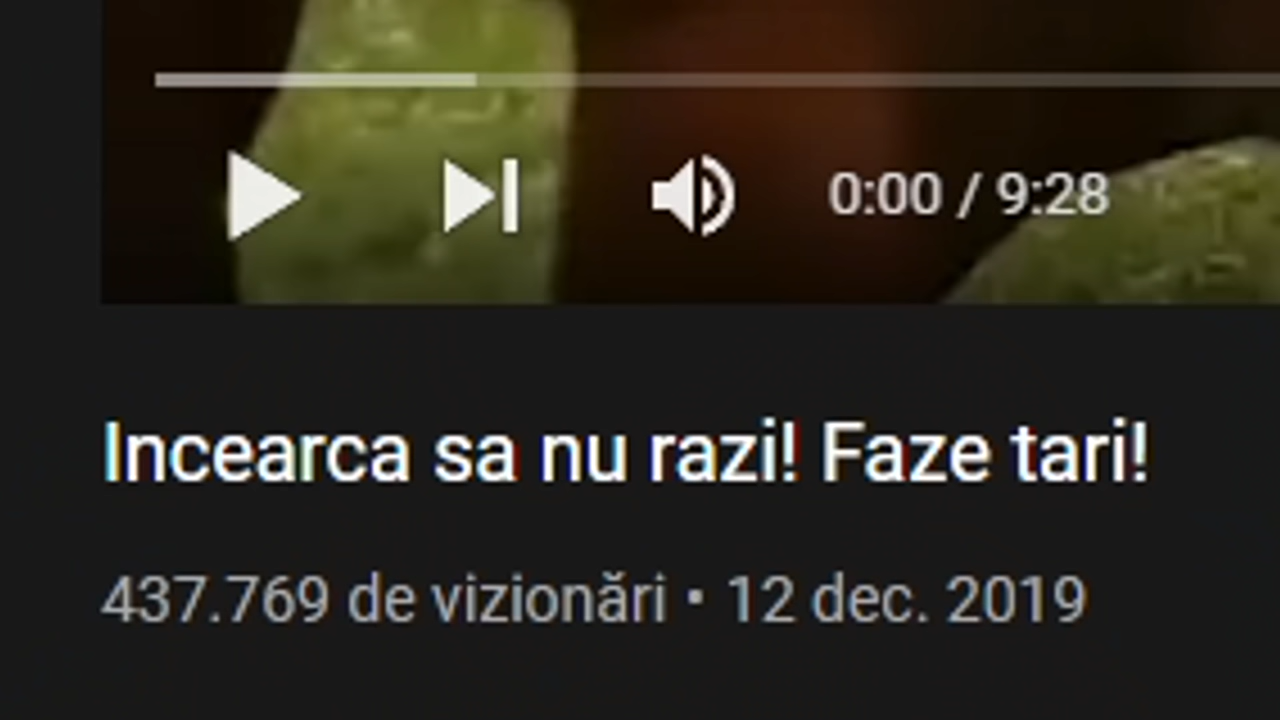 0:00 / 9:28
Incearca sa nu razi! Faze tari!
437.769 de vizionări • 12 dec. 2019